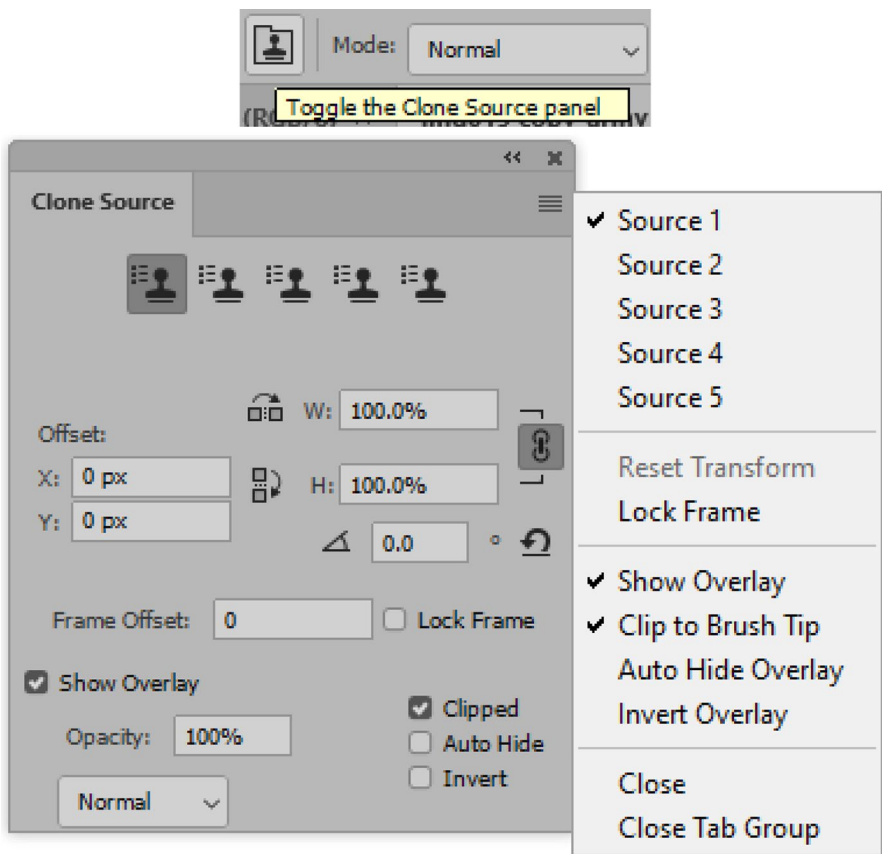 Mode: Normal
Toggle the Clone Source panel
Clone Source
Offset:
X: 0 px
Y: 0 px
W: 100.0%
H: 100.0%
0.0 °
Frame Offset: 0
Lock Frame
Show Overlay
Opacity: 100%
Normal
Clipped
Auto Hide
Invert
Source 1
Source 2
Source 3
Source 4
Source 5
Reset Transform
Lock Frame
Show Overlay
Clip to Brush Tip
Auto Hide Overlay
Invert Overlay
Close
Close Tab Group